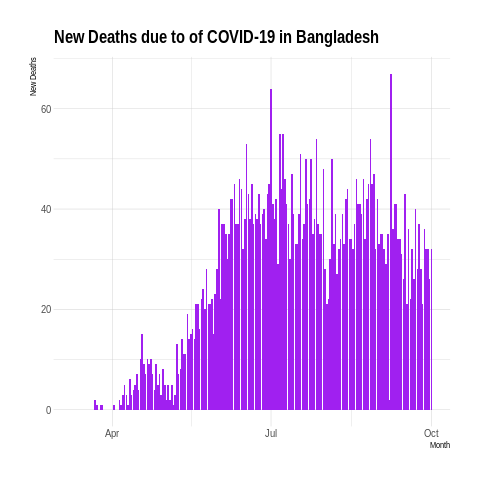 New Deaths due to of COVID-19 in Bangladesh
New Deaths
60
40
20
0
Apr
Jul
Oct
Month